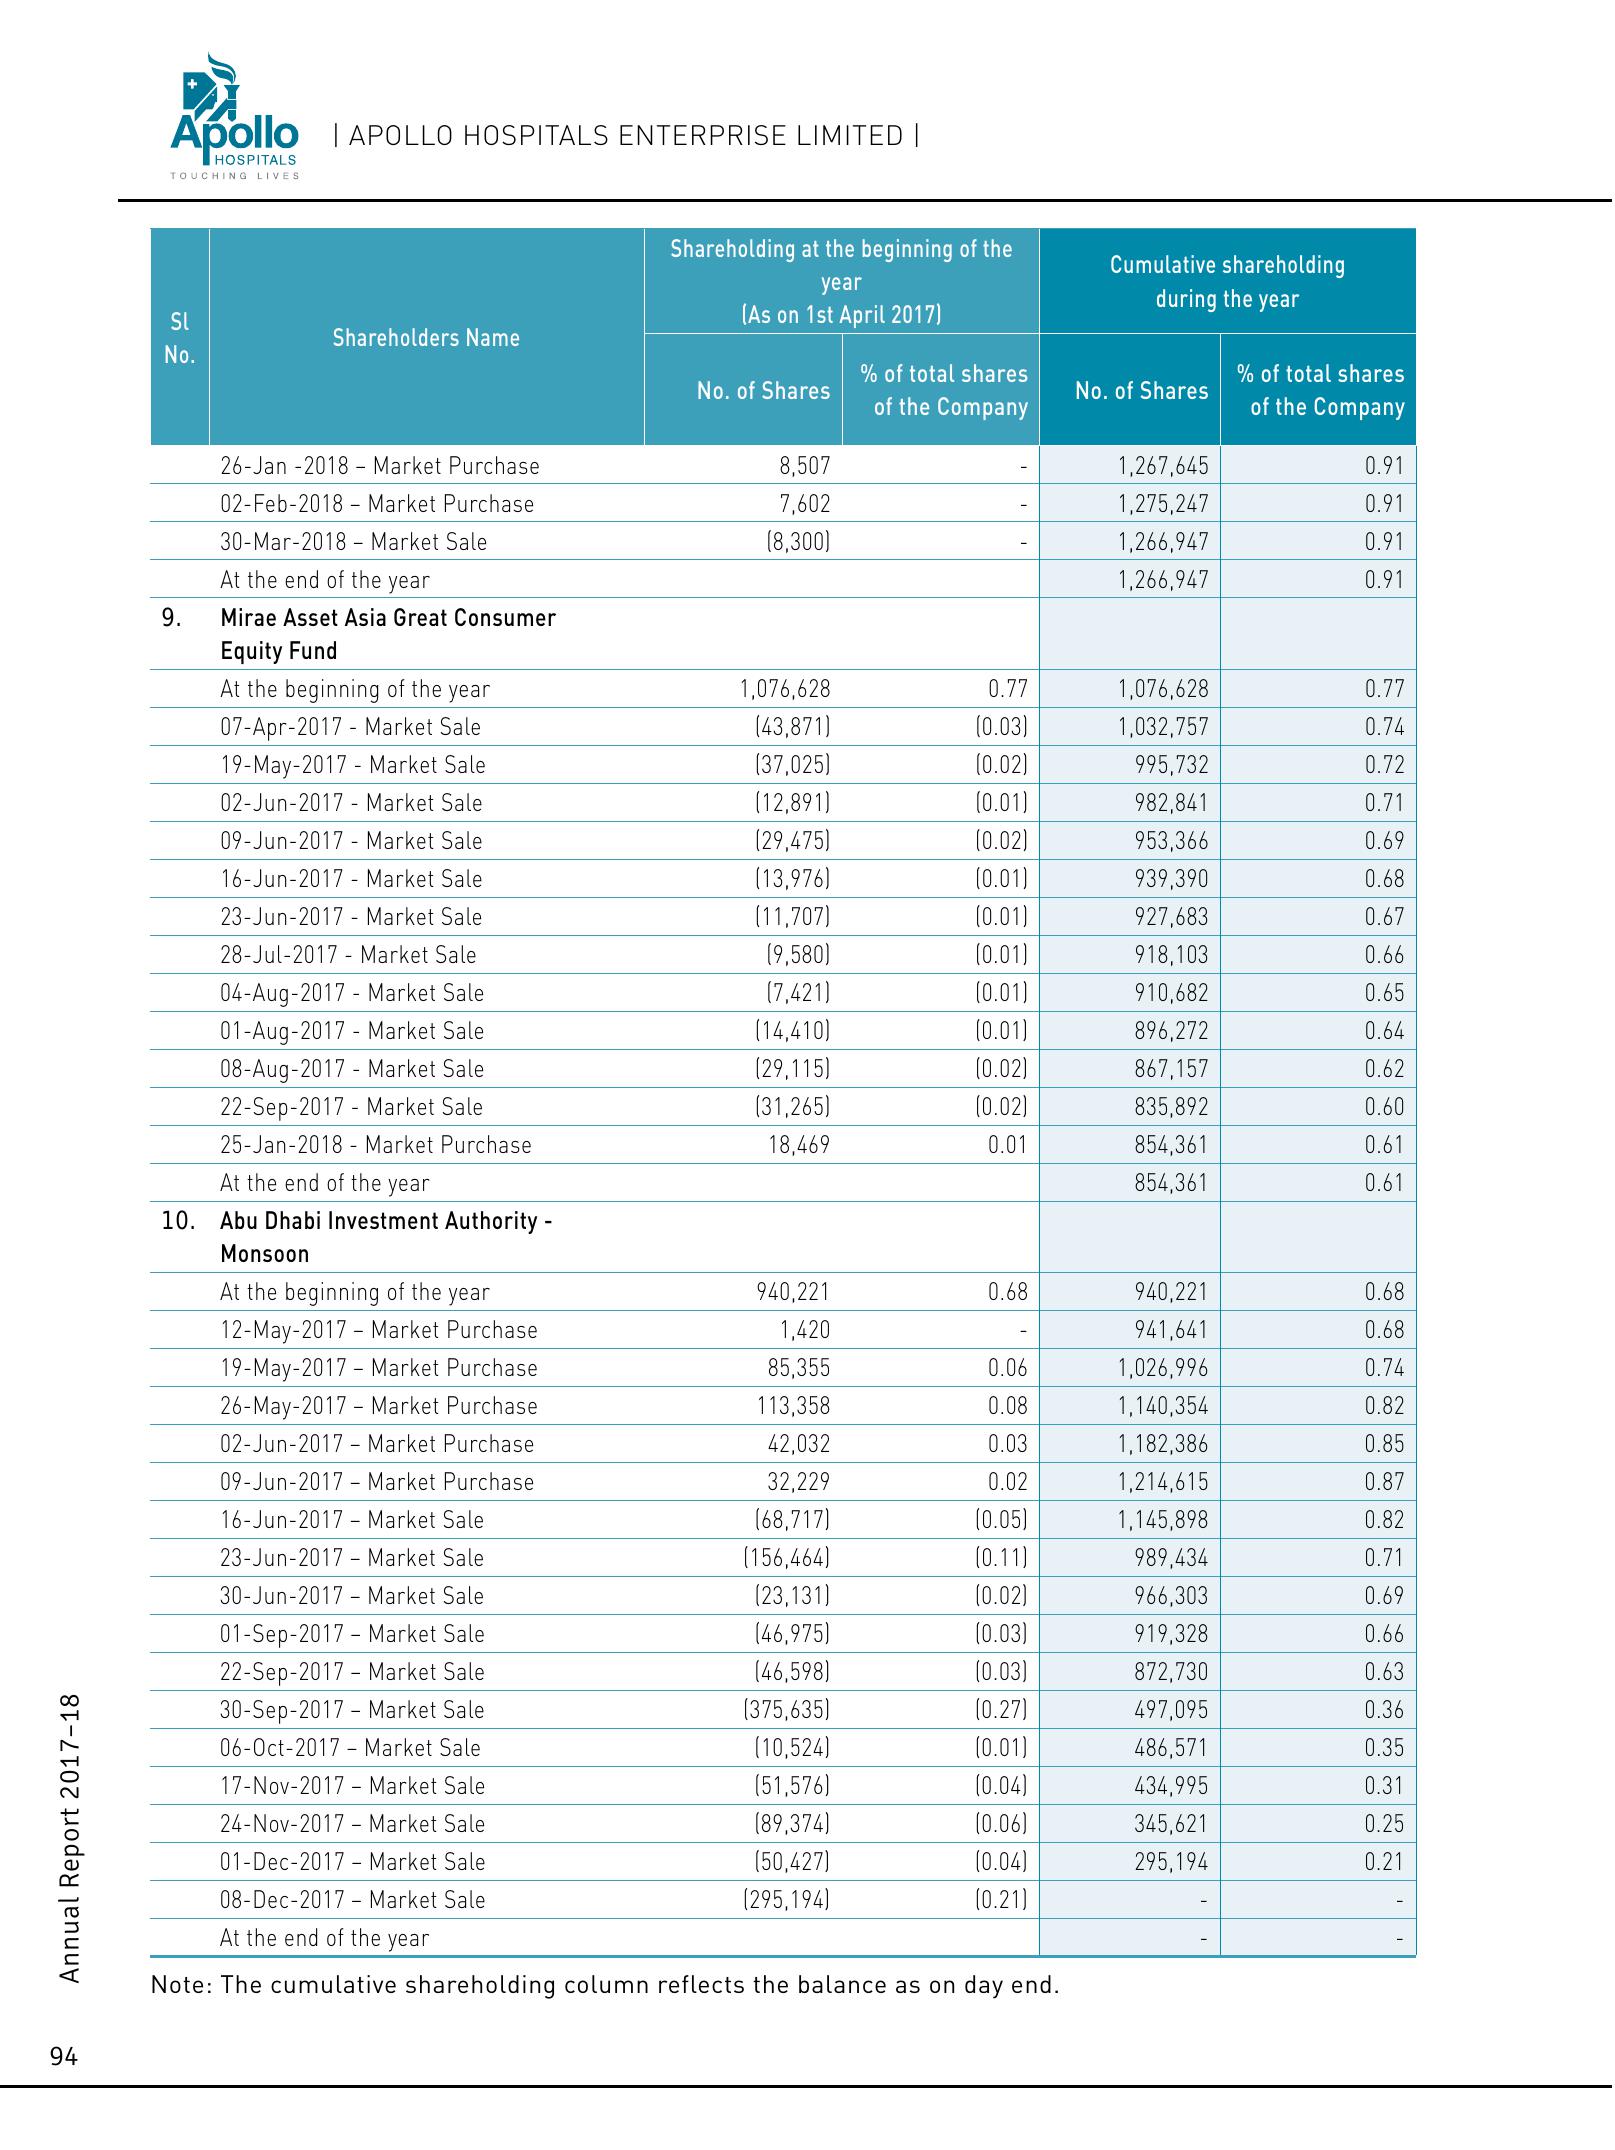 Apollo
HOSPITALS
TOUCHING LIVES
| APOLLO HOSPITALS ENTERPRISE LIMITED |
Sl No. Shareholders Name Shareholding at the beginning of the year (As on 1st April 2017) Cumulative shareholding during the year
No. of Shares % of total shares of the Company No. of Shares % of total shares of the Company
26-Jan -2018 – Market Purchase 8,507 - 1,267,645 0.91
02-Feb-2018 – Market Purchase 7,602 - 1,275,247 0.91
30-Mar-2018 – Market Sale (8,300) - 1,266,947 0.91
At the end of the year 1,266,947 0.91
9. Mirae Asset Asia Great Consumer
Equity Fund
At the beginning of the year 1,076,628 0.77 1,076,628 0.77
07-Apr-2017 - Market Sale (43,871) (0.03) 1,032,757 0.74
19-May-2017 - Market Sale (37,025) (0.02) 995,732 0.72
02-Jun-2017 - Market Sale (12,891) (0.01) 982,841 0.71
09-Jun-2017 - Market Sale (29,475) (0.02) 953,366 0.69
16-Jun-2017 - Market Sale (13,976) (0.01) 939,390 0.68
23-Jun-2017 - Market Sale (11,707) (0.01) 927,683 0.67
28-Jul-2017 - Market Sale (9,580) (0.01) 918,103 0.66
04-Aug-2017 - Market Sale (7,421) (0.01) 910,682 0.65
01-Aug-2017 - Market Sale (14,410) (0.01) 896,272 0.64
08-Aug-2017 - Market Sale (29,115) (0.02) 867,157 0.62
22-Sep-2017 - Market Sale (31,265) (0.02) 835,892 0.60
25-Jan-2018 - Market Purchase 18,469 0.01 854,361 0.61
At the end of the year 854,361 0.61
10. Abu Dhabi Investment Authority -
Monsoon
At the beginning of the year 940,221 0.68 940,221 0.68
12-May-2017 – Market Purchase 1,420 - 941,641 0.68
19-May-2017 – Market Purchase 85,355 0.06 1,026,996 0.74
26-May-2017 – Market Purchase 113,358 0.08 1,140,354 0.82
02-Jun-2017 – Market Purchase 42,032 0.03 1,182,386 0.85
09-Jun-2017 – Market Purchase 32,229 0.02 1,214,615 0.87
16-Jun-2017 – Market Sale (68,717) (0.05) 1,145,898 0.82
23-Jun-2017 – Market Sale (156,464) (0.11) 989,434 0.71
30-Jun-2017 – Market Sale (23,131) (0.02) 966,303 0.69
01-Sep-2017 – Market Sale (46,975) (0.03) 919,328 0.66
22-Sep-2017 – Market Sale (46,598) (0.03) 872,730 0.63
30-Sep-2017 – Market Sale (375,635) (0.27) 497,095 0.36
06-Oct-2017 – Market Sale (10,524) (0.01) 486,571 0.35
17-Nov-2017 – Market Sale (51,576) (0.04) 434,995 0.31
24-Nov-2017 – Market Sale (89,374) (0.06) 345,621 0.25
01-Dec-2017 – Market Sale (50,427) (0.04) 295,194 0.21
08-Dec-2017 – Market Sale (295,194) (0.21) - -
At the end of the year - -
Note: The cumulative shareholding column reflects the balance as on day end.
Annual Report 2017–18
94